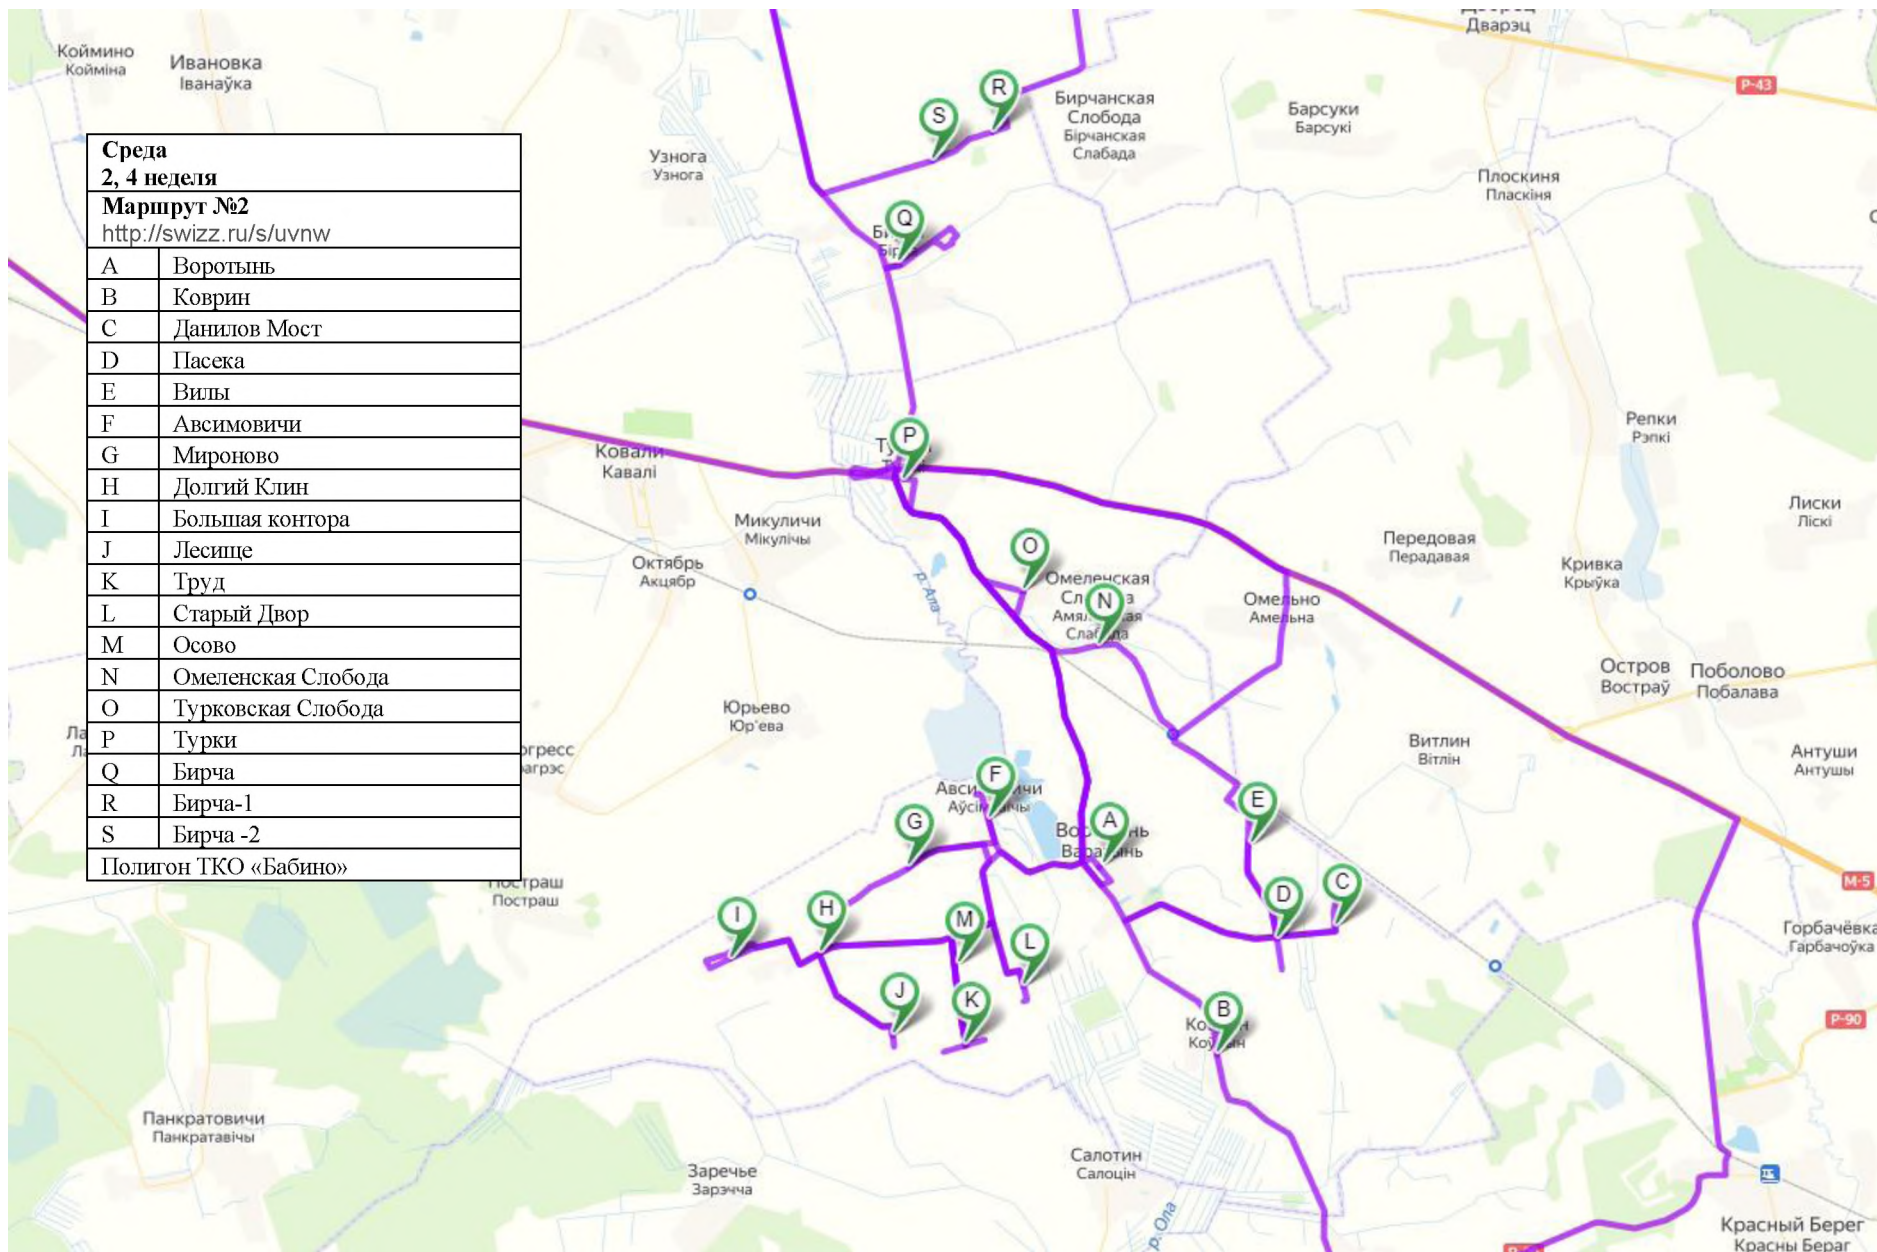 Среда
2, 4 неделя
Маршрут №2
http://swizz.ru/s/uvnw
A Воротынь
B Коврин
C Данилов Мост
D Пасека
E Вилы
F Авсимовичи
G Мироново
H Долгий Клин
I Большая контора
J Лесище
K Труд
L Старый Двор
M Осово
N Омеленская Слобода
O Турковская Слобода
P Турки
Q Бирча
R Бирча-1
S Бирча -2
Полигон ТКО «Бабино»
Коймино
Койміна
Ивановка
Іванаўка
Узнога
Узнога
S
R
Бирчанская
Слобода
Бірчанская
Слабада
Барсуки
Барсукі
Дварэц
Р-43
Плоскиня
Пласкіня
Q
P
Ковали
Кавалі
Микуличи
Мікулічы
Октябрь
Акцябр
р. Ала
O
Омеленская
N
Слабада
Омельно
Амельна
Передовая
Перадавая
Репки
Рэпкі
Лиски
Ліскі
Кривка
Крыўка
Остров
Востраў
Поболово
Побалава
Юрьево
Юр'ева
Витлин
Вітлін
Антуши
Антушы
F
G
A
E
М-5
I
H
M
L
D
C
Горбачёвка
Гарбачоўка
Постраш
Постраш
J
K
B
Р-90
Панкратовичи
Панкратавічы
Заречье
Зарэчча
Салотин
Салоцін
р. Ола
Красный Берег
Красны Бераг